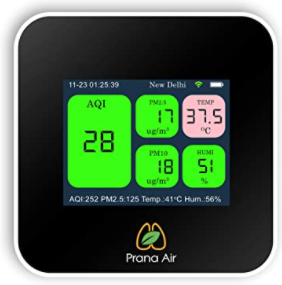 11-23 01:25:39 New Delhi
AQI
28
PM2.5
17
ug/m³
TEMP
37.5
°C
PM10
18
ug/m³
HUMI
51
%
AQI:252 PM2.5:125 Temp.:41°C Hum.:56%
Prana Air